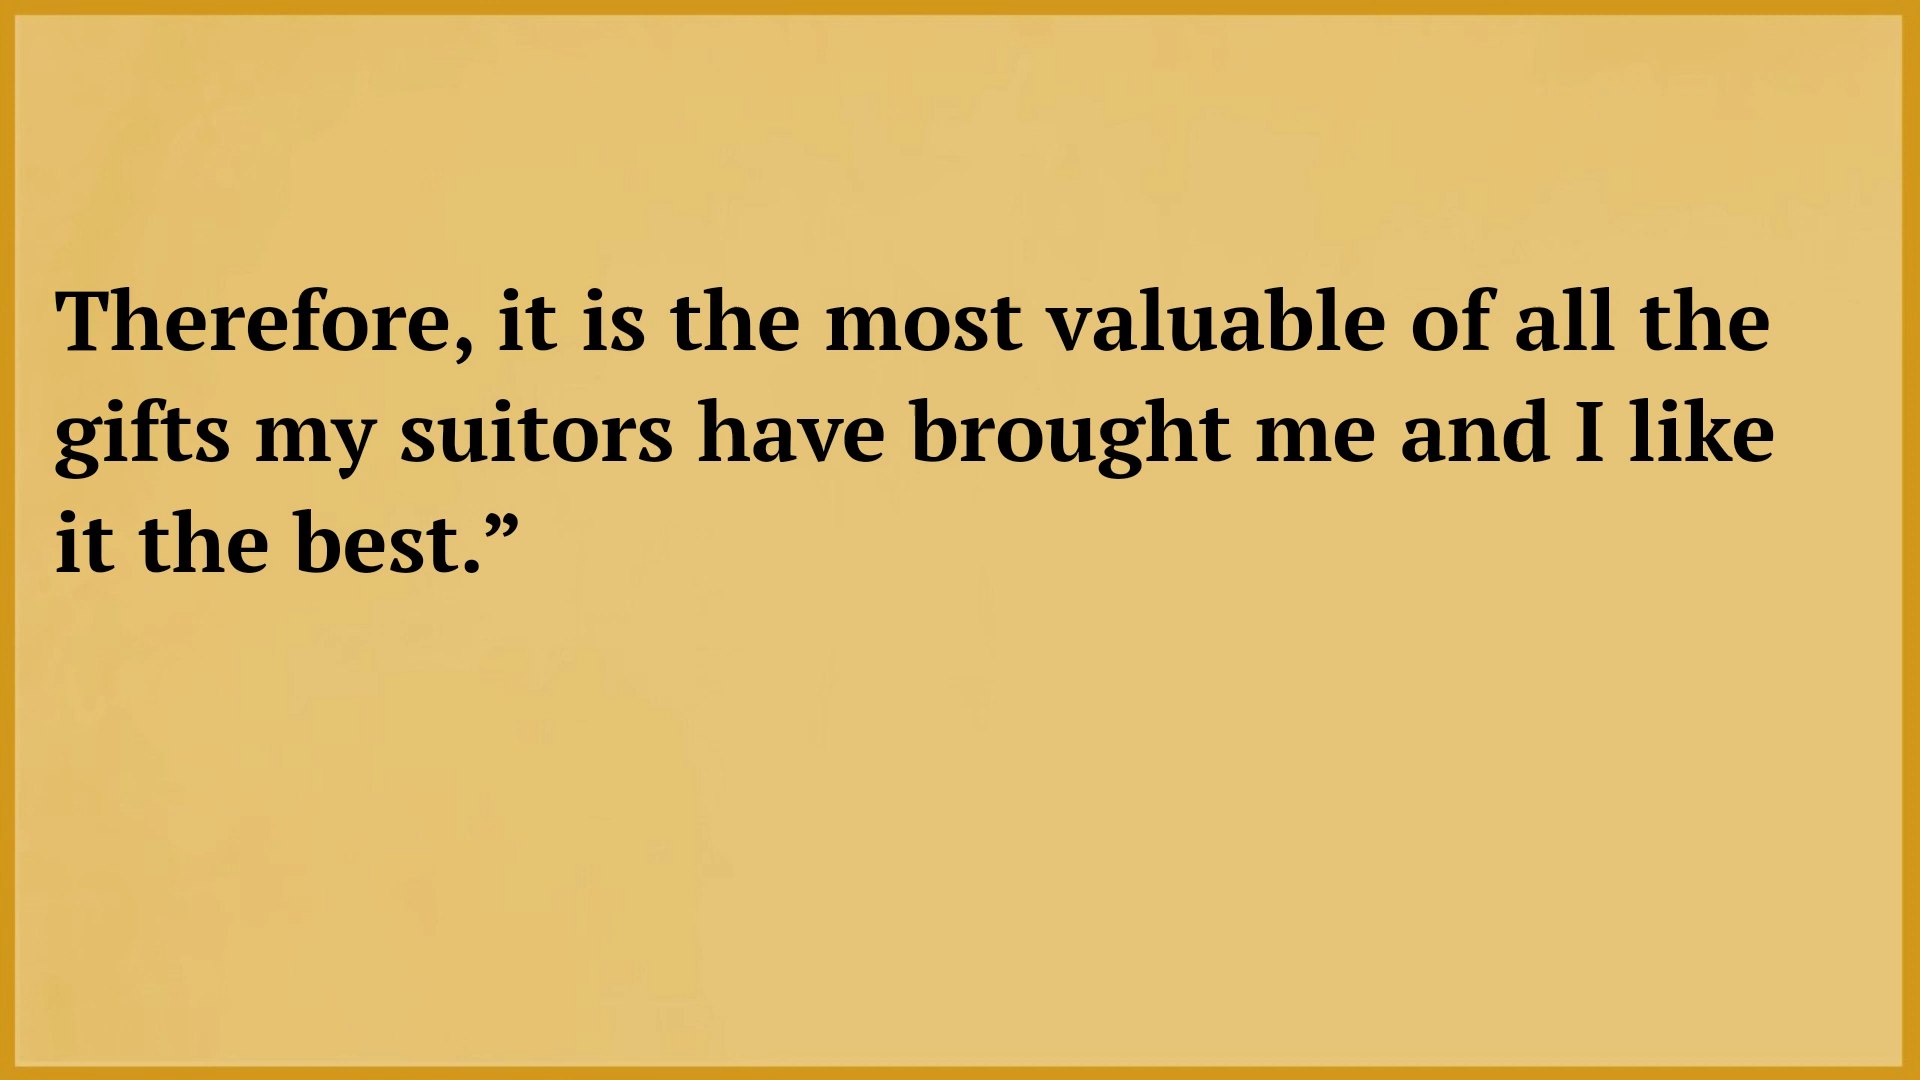 Therefore, it is the most valuable of all the
gifts my suitors have brought me and I like
it the best.”